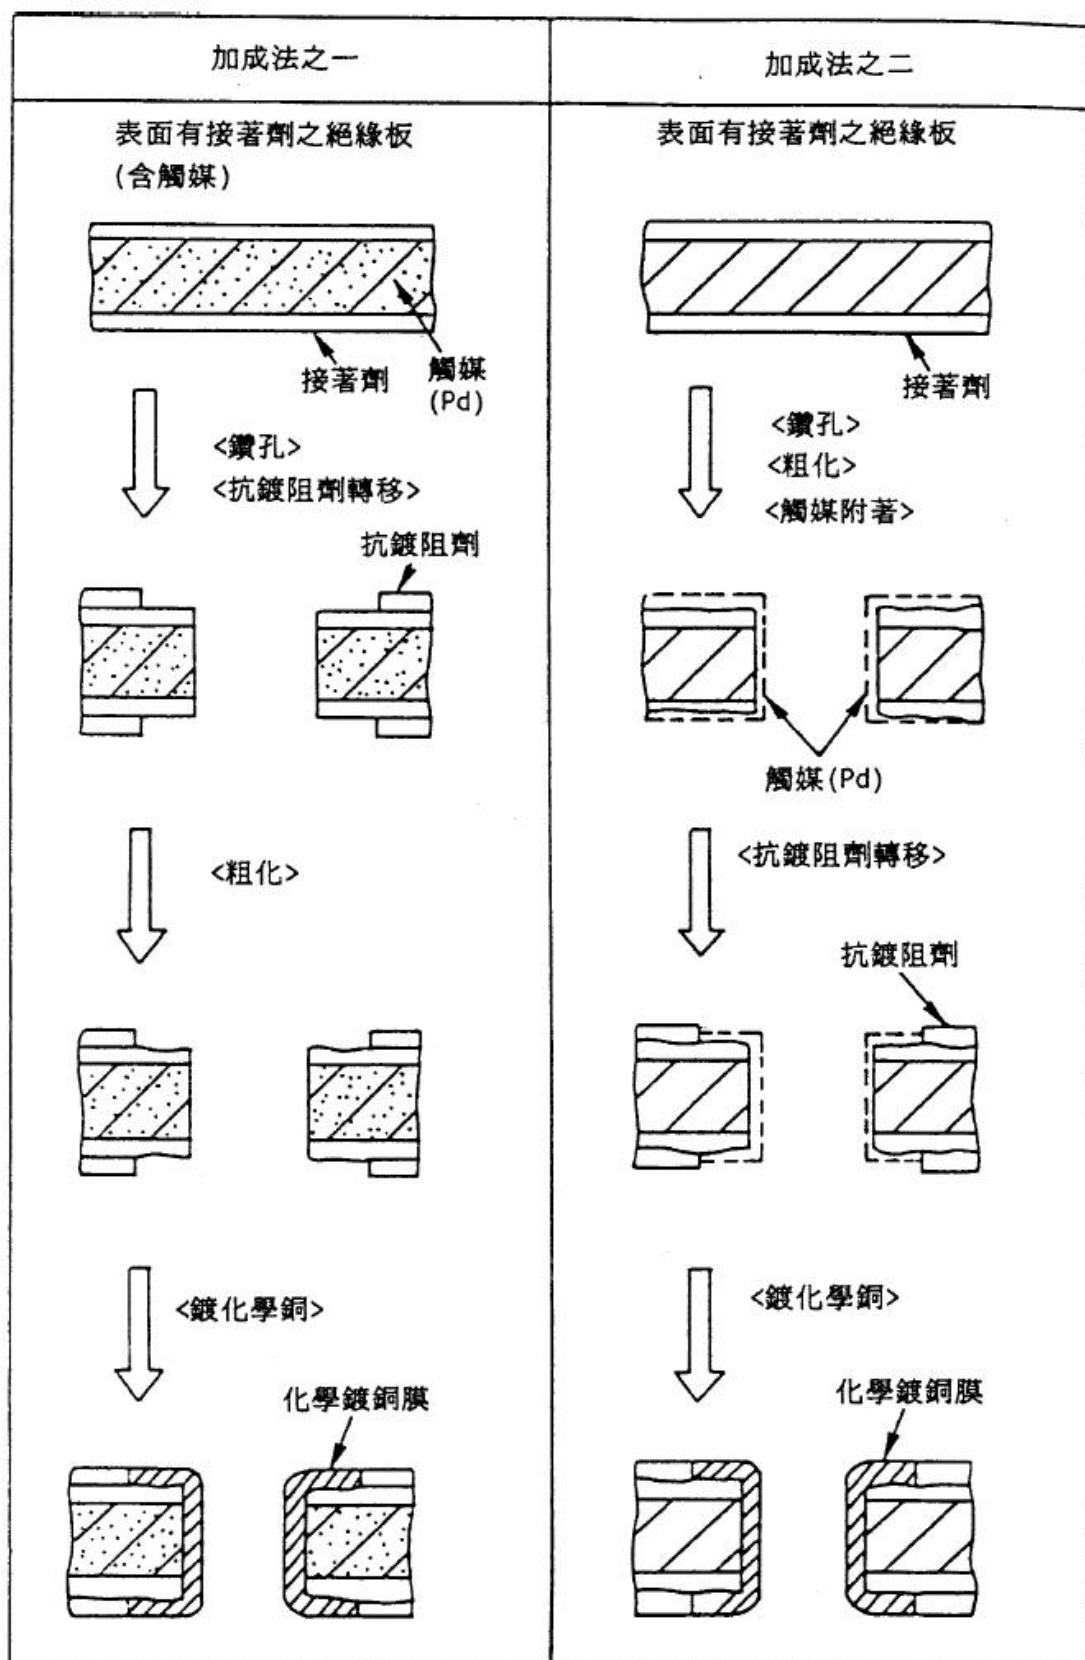 加成法之一
表面有接著劑之絕緣板
(含觸媒)
接著劑
觸媒
(Pd)
<鑽孔>
<抗鍍阻劑轉移>
抗鍍阻劑
<粗化>
<鍍化學銅>
化學鍍銅膜
加成法之二
表面有接著劑之絕緣板
接著劑
<鑽孔>
<粗化>
<觸媒附著>
觸媒(Pd)
<抗鍍阻劑轉移>
抗鍍阻劑
<鍍化學銅>
化學鍍銅膜